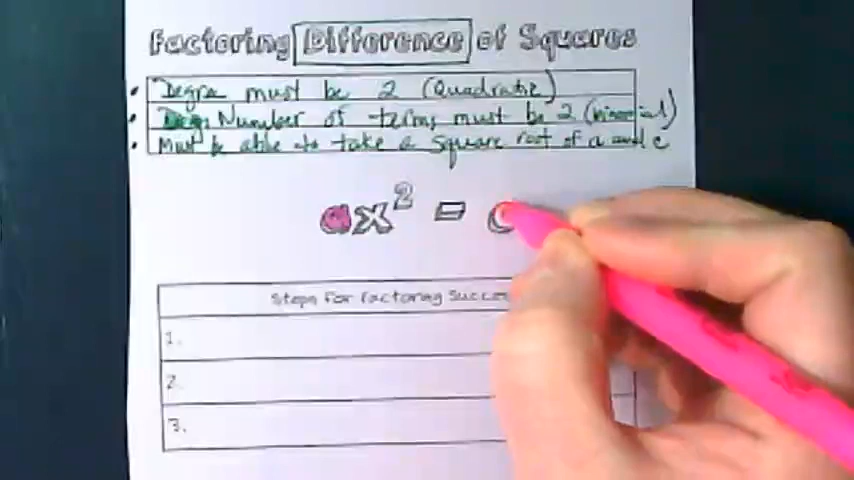 Factoring Difference of Squares
• Degree must be 2 (Quadratic)
• Number of terms must be 2 (binomial)
• Must be able to take a square root of a and c
ax² - c
Steps for Factoring
1.
2.
3.